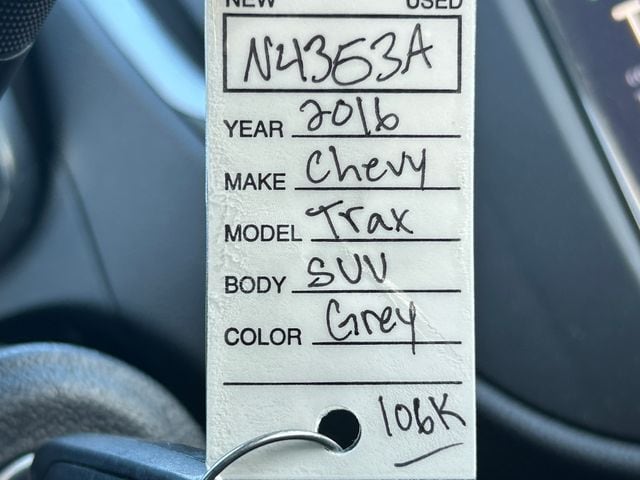 NEW USED
N4353A
YEAR 2016
MAKE Chevy
MODEL Trax
BODY SUV
COLOR Grey
106K